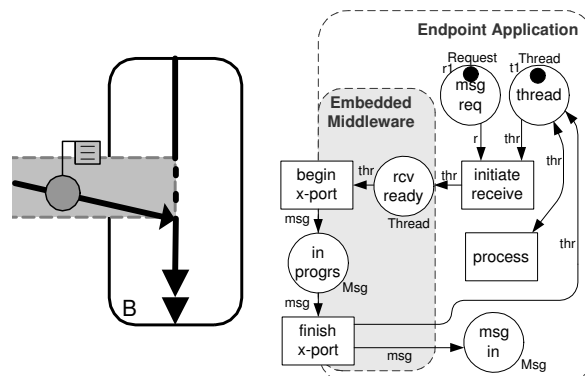 B
Endpoint Application
Request
r1
msg
req
Thread
t1
thread
Embedded
Middleware
r
thr
thr
begin
x-port
thr
rcv
ready
Thread
thr
initiate
receive
msg
in
progrs
Msg
process
thr
msg
finish
x-port
msg
msg
in
Msg